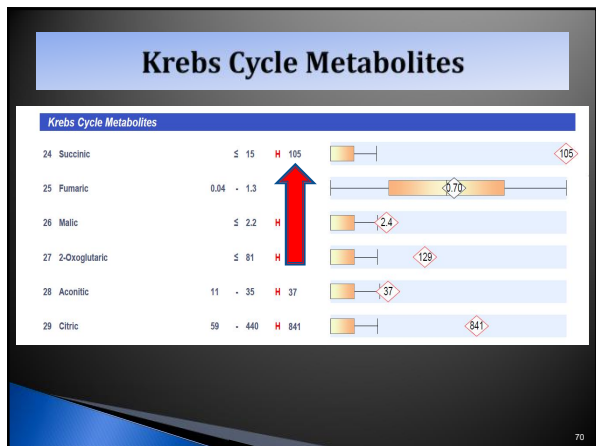 Krebs Cycle Metabolites
Krebs Cycle Metabolites
24 Succinic ≤ 15 H 105 105
25 Fumaric 0.04 - 1.3 0.70
26 Malic ≤ 2.2 H 2.4
27 2-Oxoglutaric ≤ 81 H 129
28 Aconitic 11 - 35 H 37 37
29 Citric 59 - 440 H 841 841
70